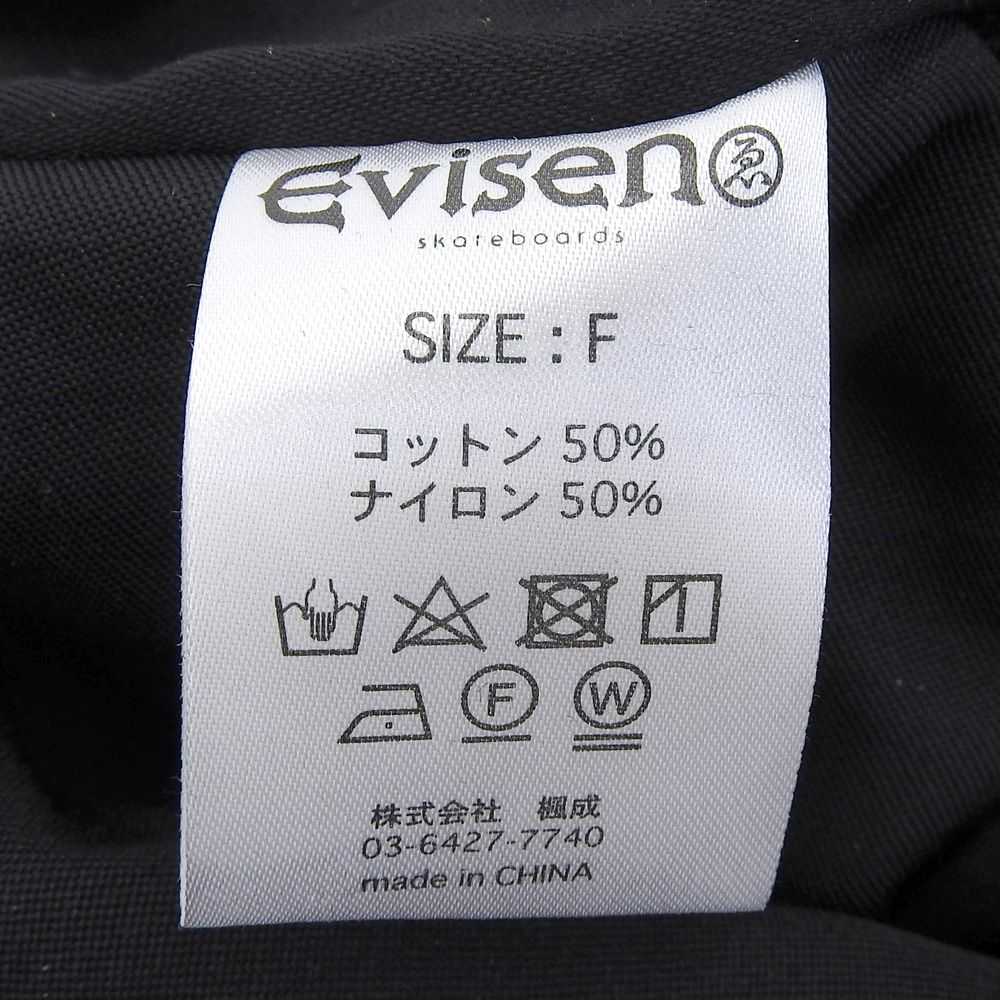 Evisen ゑ
skateboards
SIZE : F
コットン 50%
ナイロン 50%
F W
株式会社 楓成
03-6427-7740
made in CHINA